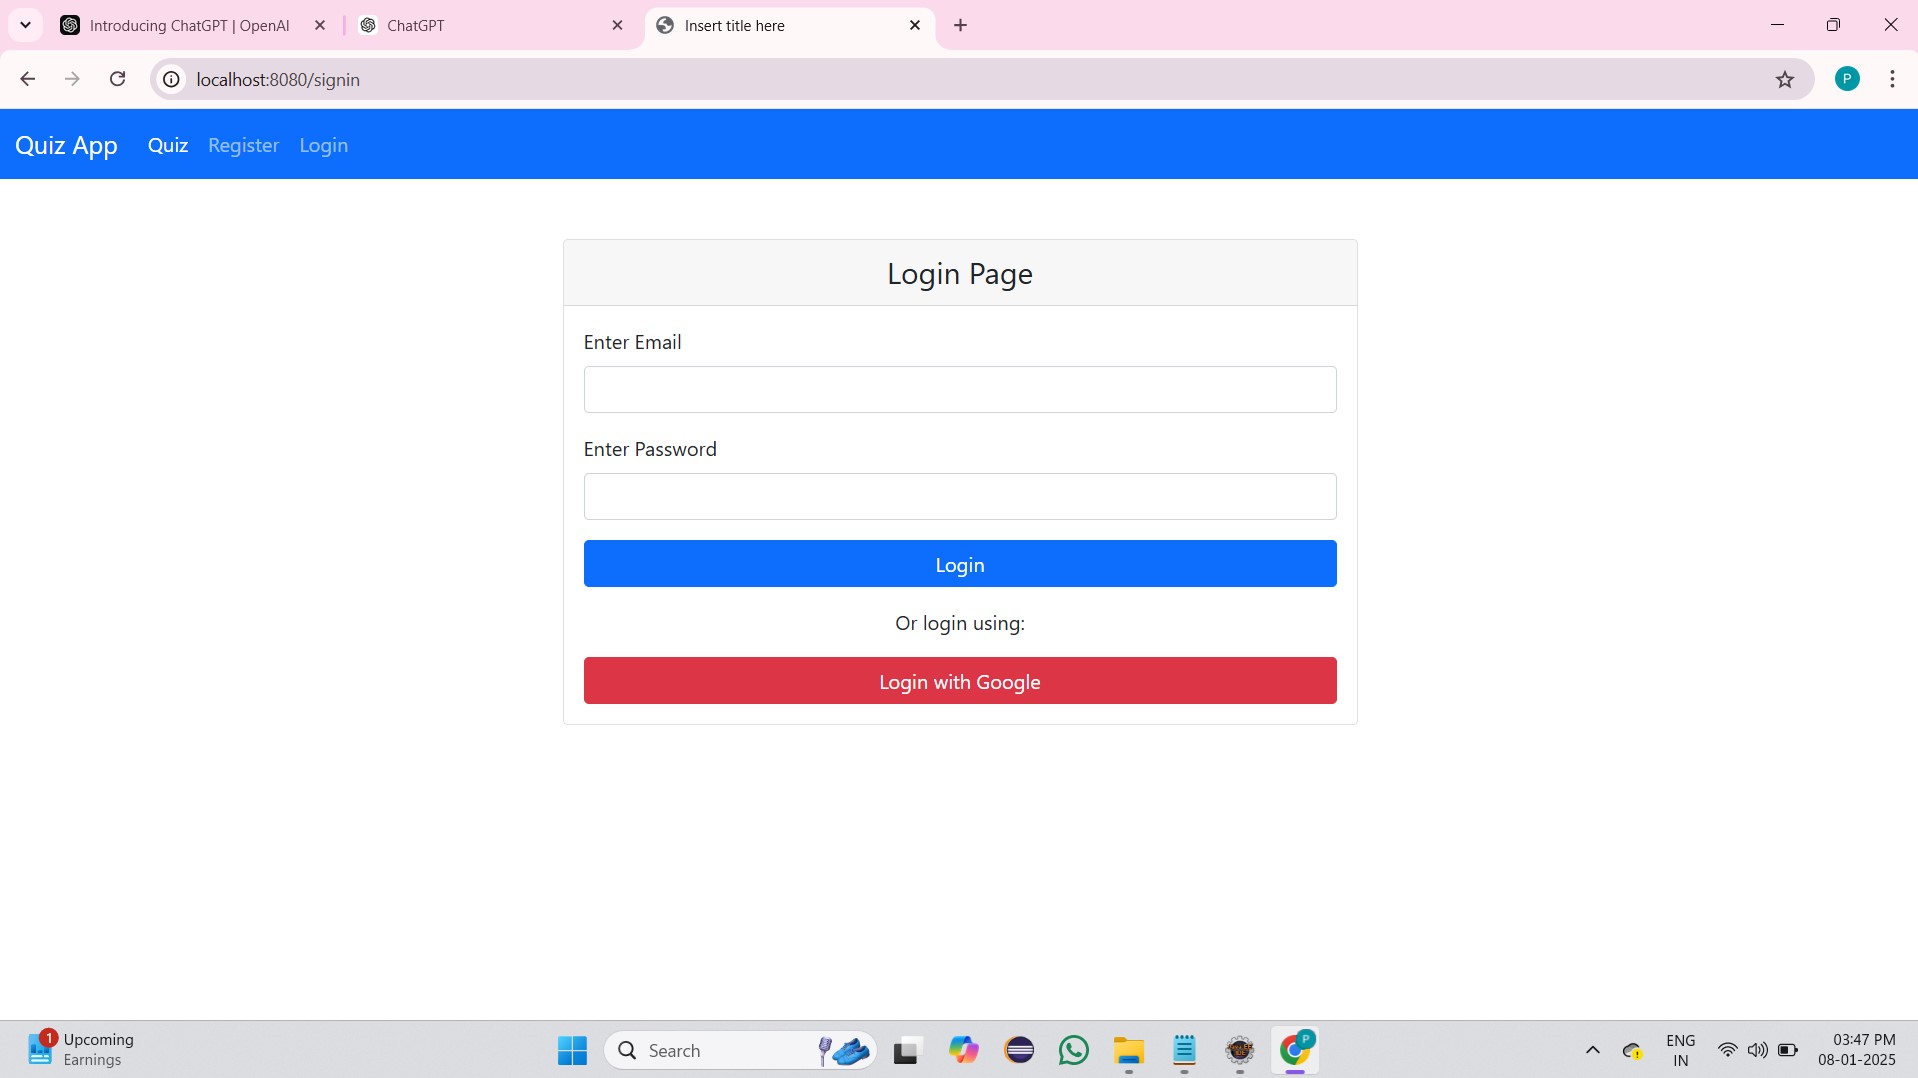 Introducing ChatGPT | OpenAI
ChatGPT
Insert title here
localhost:8080/signin
P
Quiz App
Quiz
Register
Login
Login Page
Enter Email
Enter Password
Login
Or login using:
Login with Google
1
Upcoming
Earnings
Search
P
ENG
IN
03:47 PM
08-01-2025